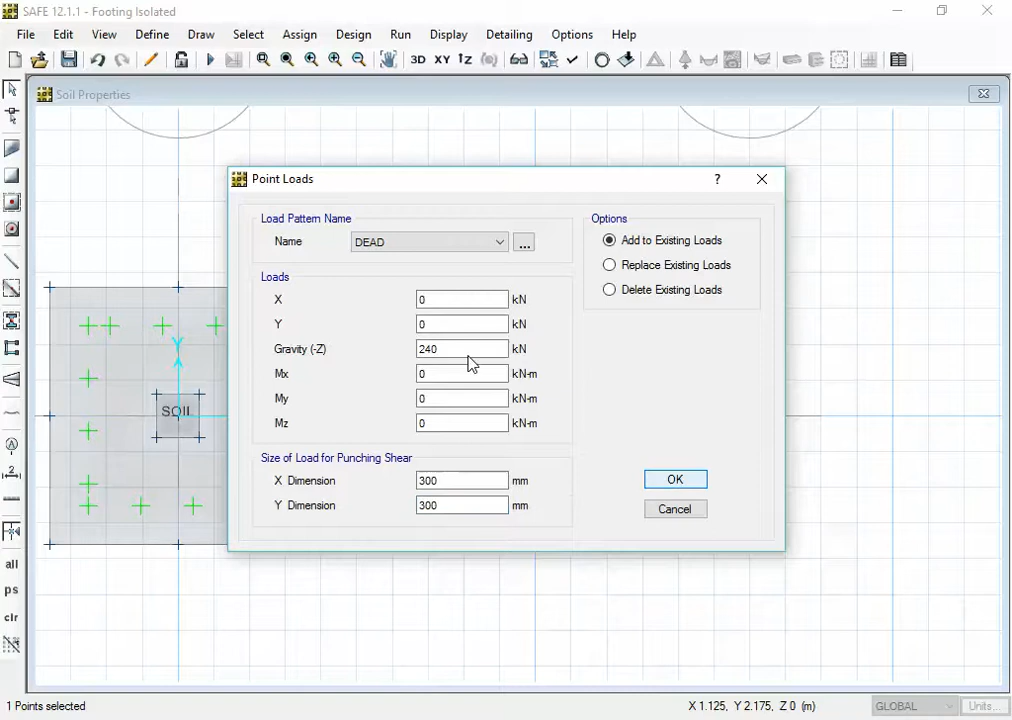 SAFE 12.1.1 - Footing Isolated
File Edit View Define Draw Select Assign Design Run Display Detailing Options Help
3D XY ↕Z
Soil Properties
Point Loads ?
Load Pattern Name
Name DEAD ...
Options
Add to Existing Loads
Replace Existing Loads
Delete Existing Loads
Loads
X 0 kN
Y 0 kN
Gravity (-Z) 240 kN
Mx 0 kN-m
My 0 kN-m
Mz 0 kN-m
Size of Load for Punching Shear
X Dimension 300 mm
Y Dimension 300 mm
OK
Cancel
Y
SOIL
A
2
all
ps
clr
1 Points selected
X 1.125, Y 2.175, Z 0 (m)
GLOBAL
Units...